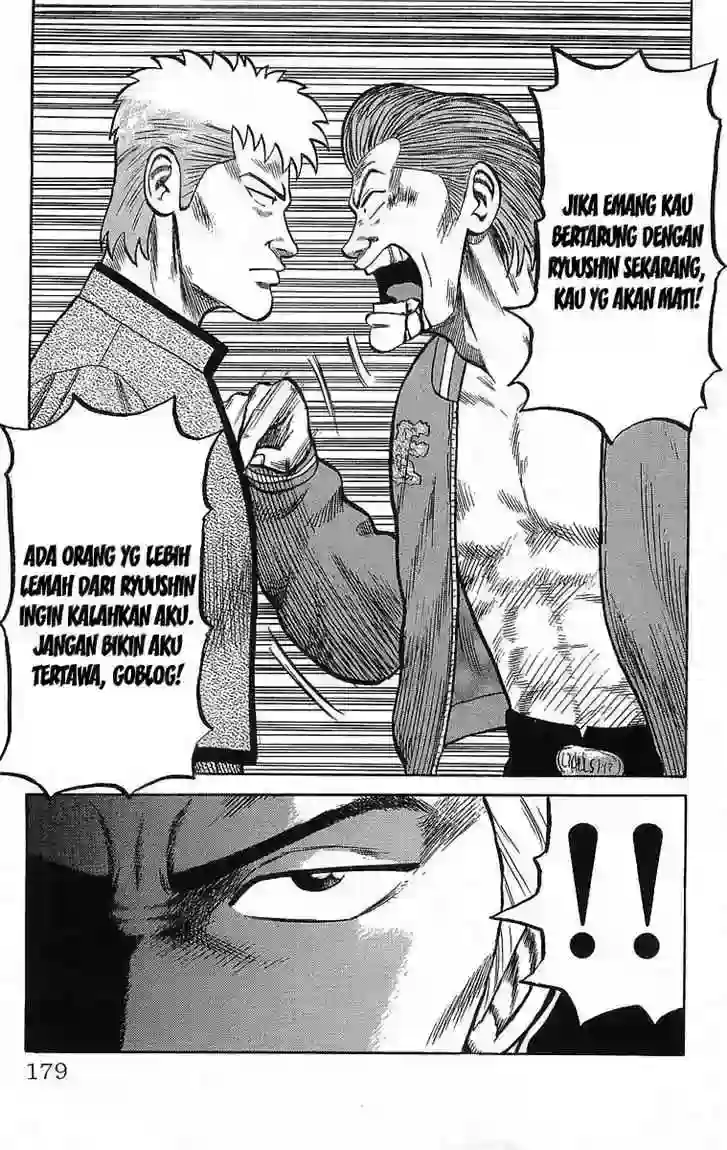 JIKA EMANG KAU
BERTARUNG DENGAN
RYUUSHIN SEKARANG,
KAU YG AKAN MATI!
ADA ORANG YG LEBIH
LEMAH DARI RYUUSHIN
INGIN KALAHKAN AKU.
JANGAN BIKIN AKU
TERTAWA, GOBLOG!
!!
179